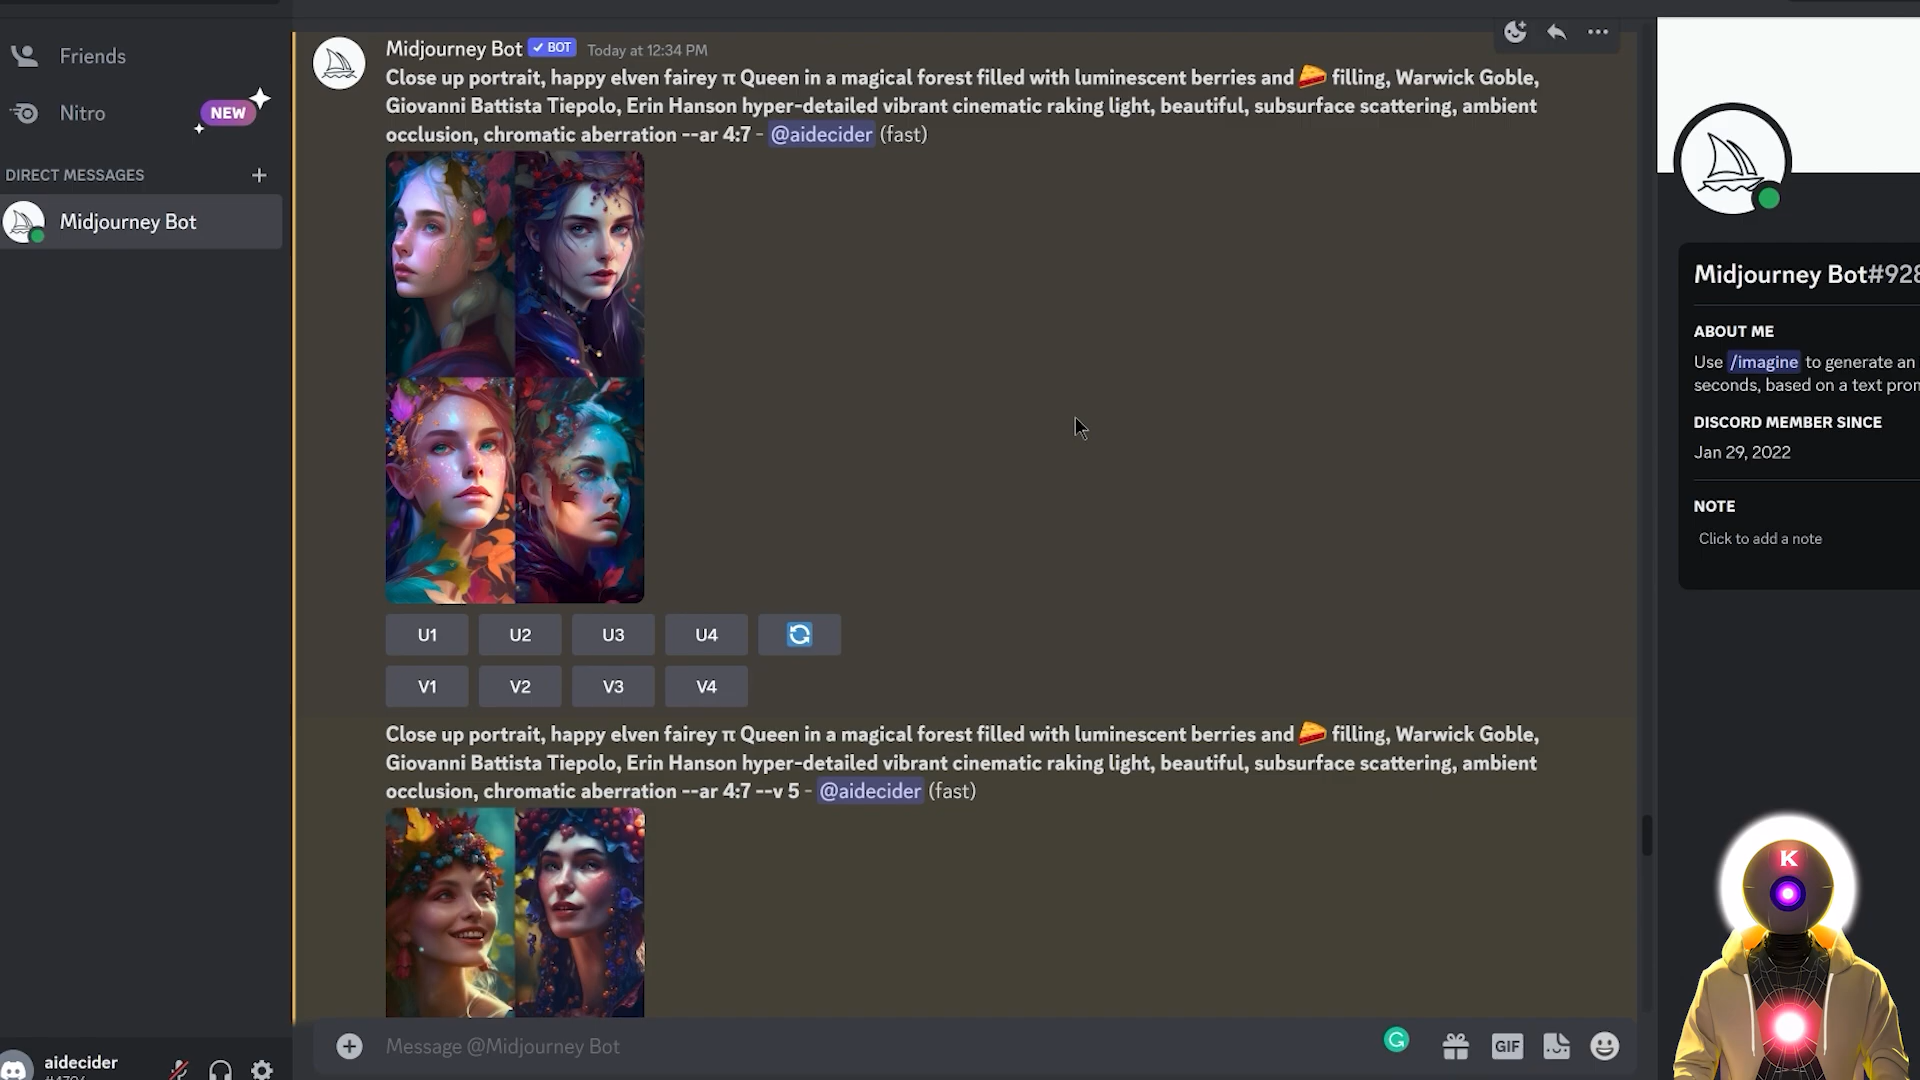 Friends
Nitro
NEW
DIRECT MESSAGES
Midjourney Bot
Midjourney Bot BOT Today at 12:34 PM
Close up portrait, happy elven fairey π Queen in a magical forest filled with luminescent berries and filling, Warwick Goble,
Giovanni Battista Tiepolo, Erin Hanson hyper-detailed vibrant cinematic raking light, beautiful, subsurface scattering, ambient
occlusion, chromatic aberration --ar 4:7 - @aidecider (fast)
U1 U2 U3 U4
V1 V2 V3 V4
Close up portrait, happy elven fairey π Queen in a magical forest filled with luminescent berries and filling, Warwick Goble,
Giovanni Battista Tiepolo, Erin Hanson hyper-detailed vibrant cinematic raking light, beautiful, subsurface scattering, ambient
occlusion, chromatic aberration --ar 4:7 --v 5 - @aidecider (fast)
Message @Midjourney Bot
G
GIF
aidecider
Midjourney Bot#928
ABOUT ME
Use /imagine to generate an
seconds, based on a text
DISCORD MEMBER SINCE
Jan 29, 2022
NOTE
Click to add a note
K